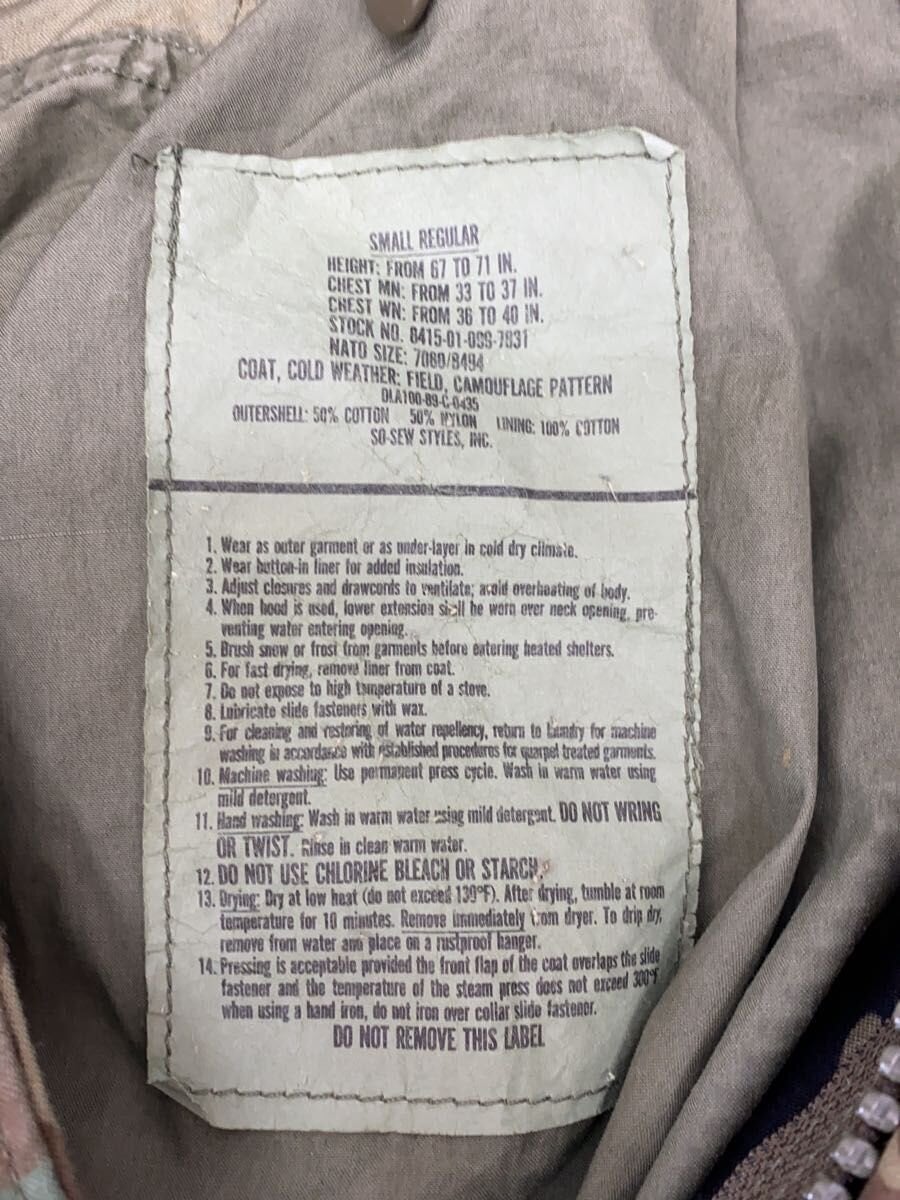 SMALL REGULAR
HEIGHT: FROM 67 TO 71 IN.
CHEST MN: FROM 33 TO 37 IN.
CHEST WN: FROM 36 TO 40 IN.
STOCK NO. 8415-01-099-7831
NATO SIZE: 7080/8494
COAT, COLD WEATHER: FIELD, CAMOUFLAGE PATTERN
DLA100-89-C-0435
OUTERSHELL: 50% COTTON 50% NYLON LINING: 100% COTTON
SO-SEW STYLES, INC.
1. Wear as outer garment or as under-layer in cold dry climate.
2. Wear button-in liner for added insulation.
3. Adjust closures and drawcords to ventilate; avoid overheating of body.
4. When hood is used, lower extension shall be worn over neck opening, pre-
venting water entering opening.
5. Brush snow or frost from garments before entering heated shelters.
6. For fast drying, remove liner from coat.
7. Do not expose to high temperature of a stove.
8. Lubricate slide fasteners with wax.
9. For cleaning and restoring of water repellency, return to laundry for machine
washing in accordance with established procedures for quarpel treated garments.
10. Machine washing: Use permanent press cycle. Wash in warm water using
mild detergent.
11. Hand washing: Wash in warm water using mild detergent. DO NOT WRING
OR TWIST. Rinse in clean warm water.
12. DO NOT USE CHLORINE BLEACH OR STARCH.
13. Drying: Dry at low heat (do not exceed 130°F). After drying, tumble at room
temperature for 10 minutes. Remove immediately from dryer. To drip dry,
remove from water and place on a rustproof hanger.
14. Pressing is acceptable provided the front flap of the coat overlaps the slide
fastener and the temperature of the steam press does not exceed 300°F
when using a hand iron, do not iron over collar slide fastener.
DO NOT REMOVE THIS LABEL